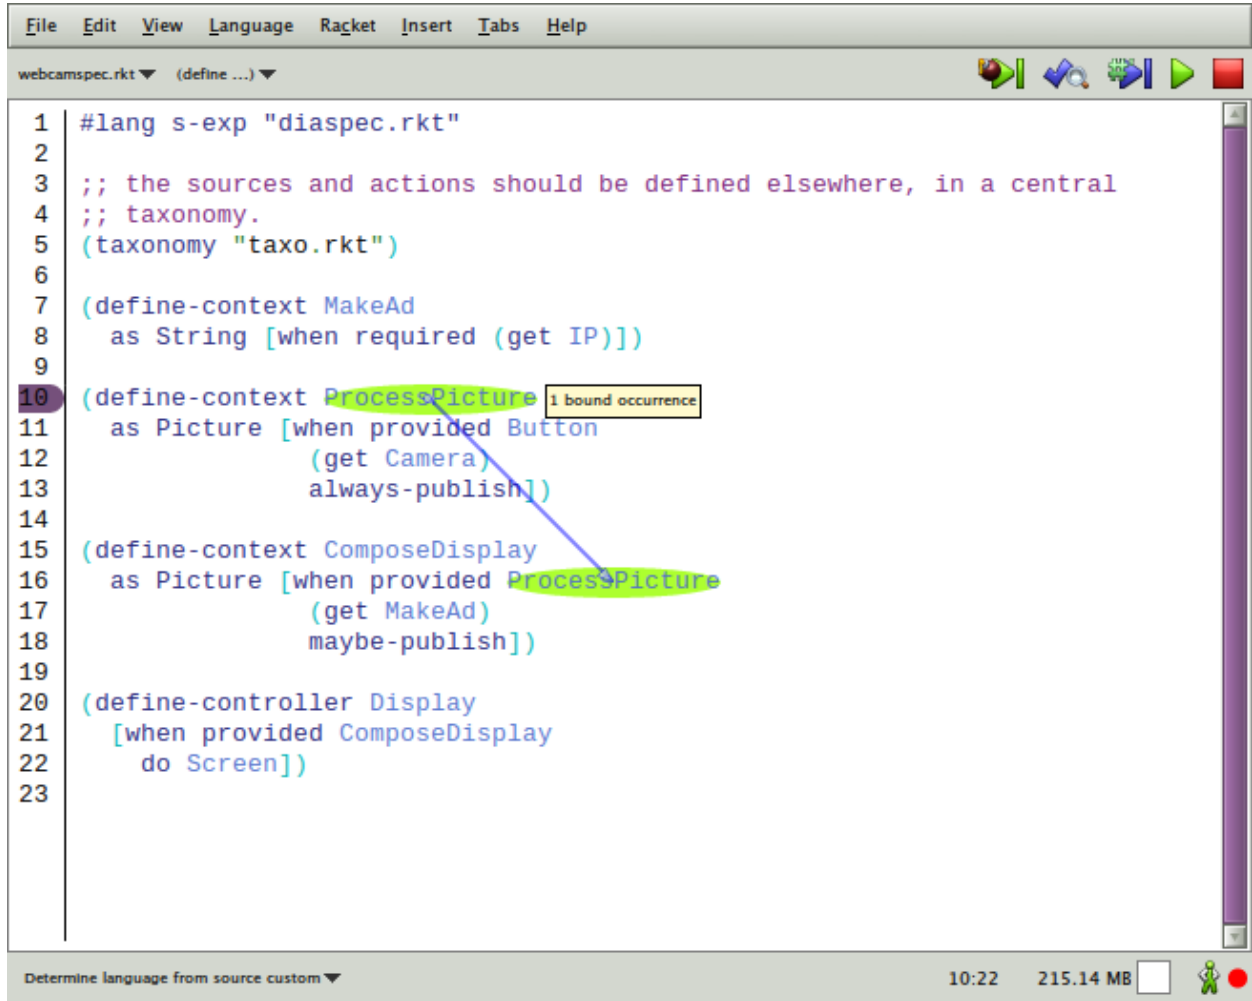 File Edit View Language Racket Insert Tabs Help
webcamspec.rkt (define ...)
1 #lang s-exp "diaspec.rkt"
2
3 ;; the sources and actions should be defined elsewhere, in a central
4 ;; taxonomy.
5 (taxonomy "taxo.rkt")
6
7 (define-context MakeAd
8 as String [when required (get IP)])
9
10 (define-context ProcessPicture 1 bound occurrence
11 as Picture [when provided Button
12 (get Camera)
13 always-publish])
14
15 (define-context ComposeDisplay
16 as Picture [when provided ProcessPicture
17 (get MakeAd)
18 maybe-publish])
19
20 (define-controller Display
21 [when provided ComposeDisplay
22 do Screen])
23
Determine language from source custom 10:22 215.14 MB